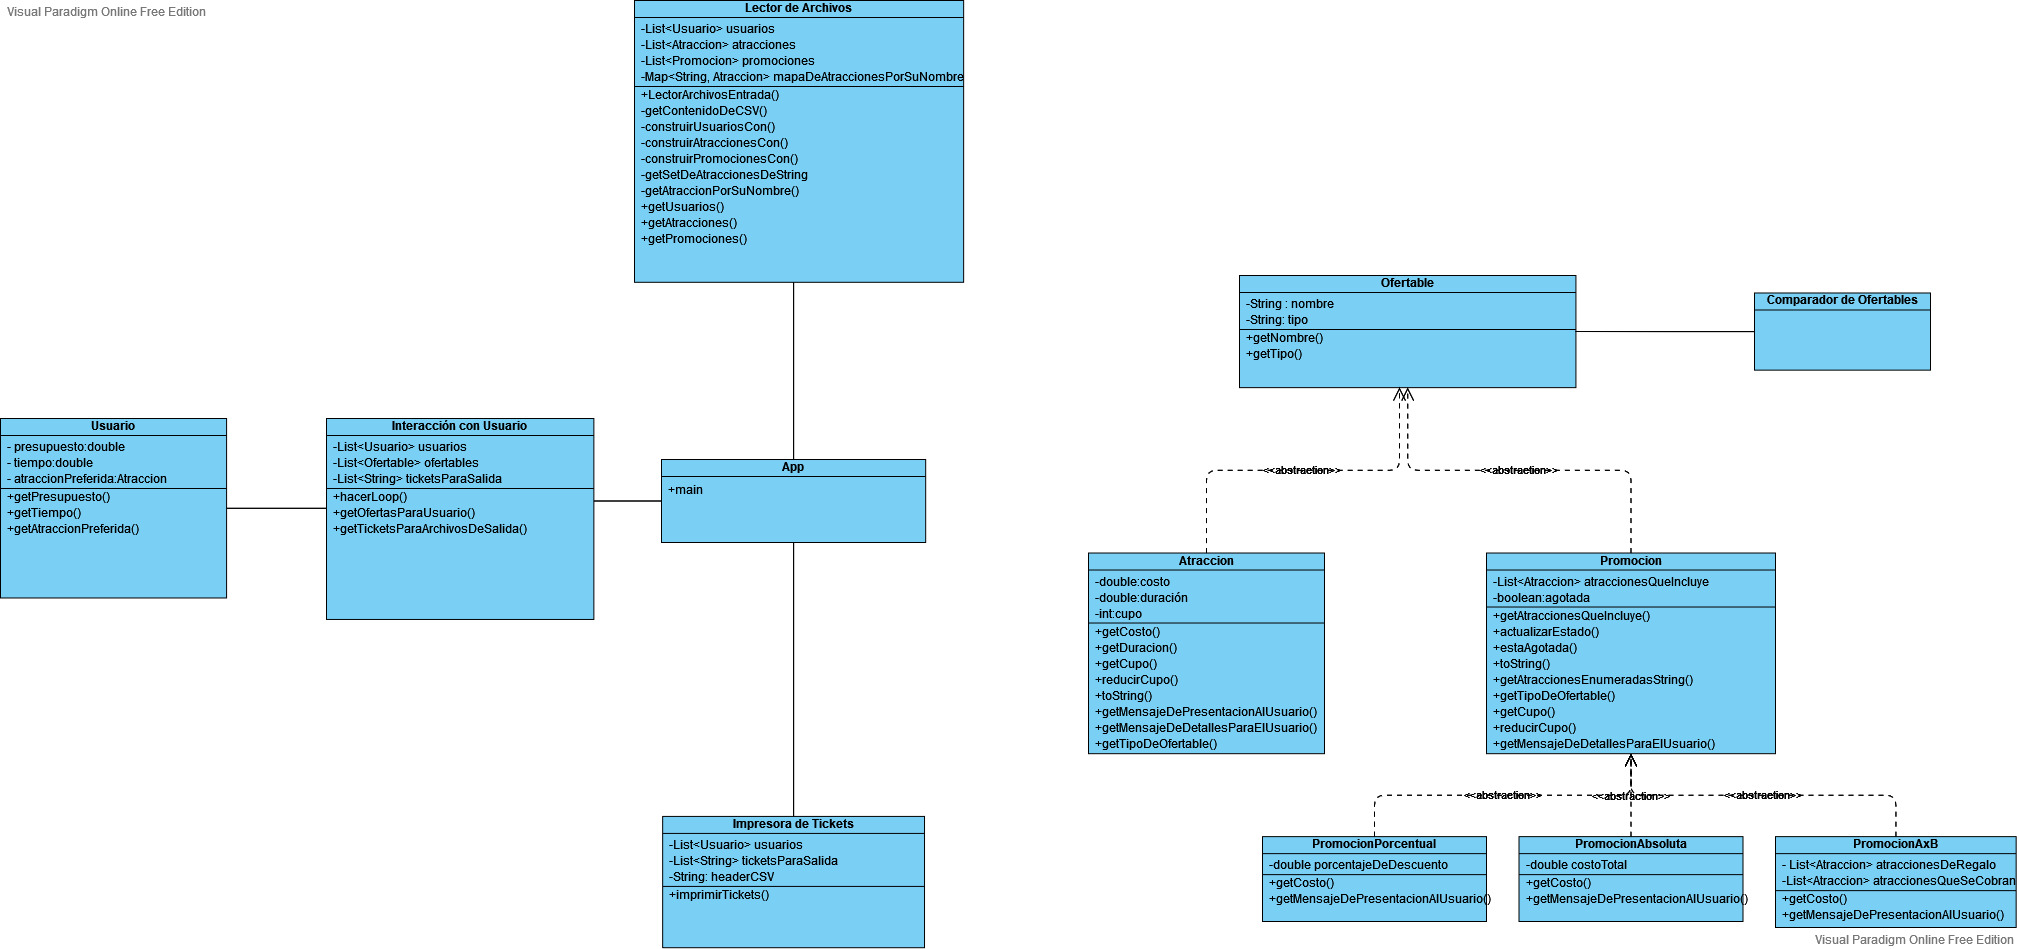 Visual Paradigm Online Free Edition
Lector de Archivos
-List<Usuario> usuarios
-List<Atraccion> atracciones
-List<Promocion> promociones
-Map<String, Atraccion> mapaDeAtraccionesPorSuNombre
+LectorArchivosEntrada()
-getContenidoDeCSV()
-construirUsuariosCon()
-construirAtraccionesCon()
-construirPromocionesCon()
-getSetDeAtraccionesDeString
-getAtraccionPorSuNombre()
+getUsuarios()
+getAtracciones()
+getPromociones()
Ofertable
-String : nombre
-String: tipo
+getNombre()
+getTipo()
Comparador de Ofertables
Usuario
- presupuesto:double
- tiempo:double
- atraccionPreferida:Atraccion
+getPresupuesto()
+getTiempo()
+getAtraccionPreferida()
Interacción con Usuario
-List<Usuario> usuarios
-List<Ofertable> ofertables
-List<String> ticketsParaSalida
+hacerLoop()
+getOfertasParaUsuario()
+getTicketsParaArchivosDeSalida()
App
+main
<<abstraction>>
<<abstraction>>
Atraccion
-double:costo
-double:duración
-int:cupo
+getCosto()
+getDuracion()
+getCupo()
+reducirCupo()
+toString()
+getMensajeDePresentacionAlUsuario()
+getMensajeDeDetallesParaElUsuario()
+getTipoDeOfertable()
Promocion
-List<Atraccion> atraccionesQueIncluye
-boolean:agotada
+getAtraccionesQueIncluye()
+actualizarEstado()
+estaAgotada()
+toString()
+getAtraccionesEnumeradasString()
+getTipoDeOfertable()
+getCupo()
+reducirCupo()
+getMensajeDeDetallesParaElUsuario()
<<abstraction>>
<<abstraction>>
<<abstraction>>
Impresora de Tickets
-List<Usuario> usuarios
-List<String> ticketsParaSalida
-String: headerCSV
+imprimirTickets()
PromocionPorcentual
-double porcentajeDeDescuento
+getCosto()
+getMensajeDePresentacionAlUsuario()
PromocionAbsoluta
-double costoTotal
+getCosto()
+getMensajeDePresentacionAlUsuario()
PromocionAxB
- List<Atraccion> atraccionesDeRegalo
-List<Atraccion> atraccionesQueSeCobran
+getCosto()
+getMensajeDePresentacionAlUsuario()
Visual Paradigm Online Free Edition